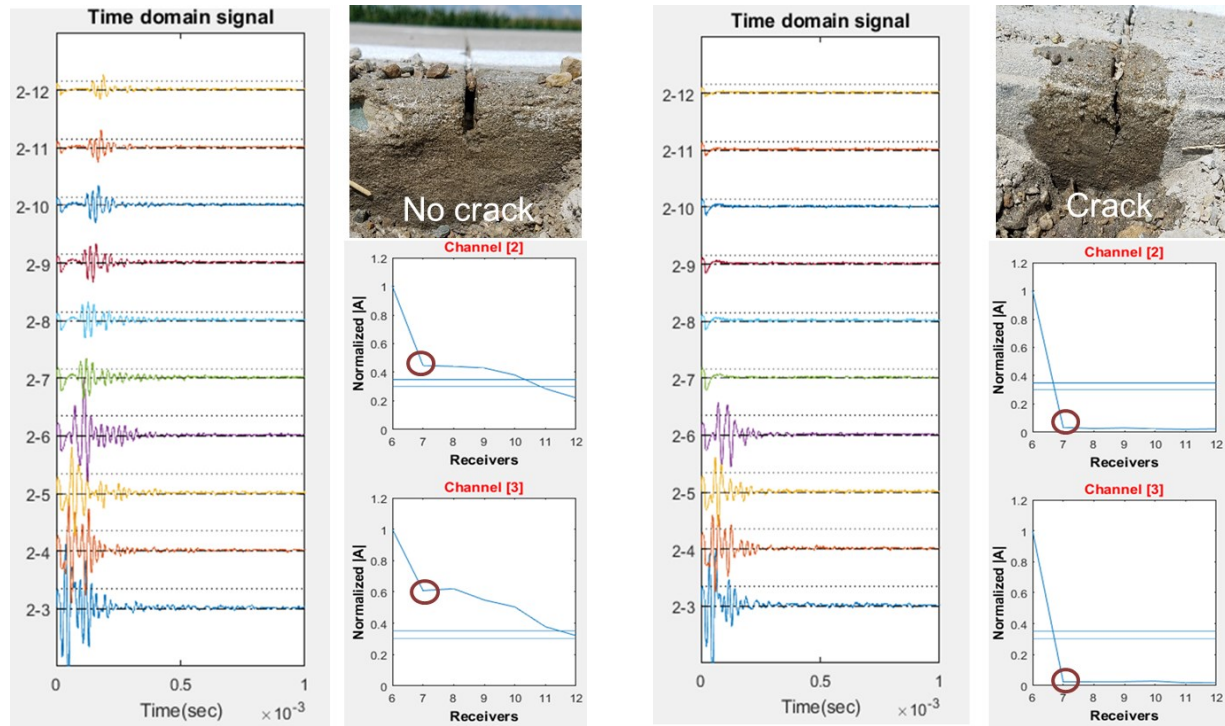 Time domain signal
2-12
2-11
2-10
2-9
2-8
2-7
2-6
2-5
2-4
2-3
0 0.5 1
Time(sec) × 10⁻³
No crack
Channel [2]
Normalized |A|
1.2
1
0.8
0.6
0.4
0.2
0
6 7 8 9 10 11 12
Receivers
Channel [3]
Normalized |A|
1.2
1
0.8
0.6
0.4
0.2
0
6 7 8 9 10 11 12
Receivers
Time domain signal
2-12
2-11
2-10
2-9
2-8
2-7
2-6
2-5
2-4
2-3
0 0.5 1
Time(sec) × 10⁻³
Crack
Channel [2]
Normalized |A|
1.2
1
0.8
0.6
0.4
0.2
0
6 7 8 9 10 11 12
Receivers
Channel [3]
Normalized |A|
1.2
1
0.8
0.6
0.4
0.2
0
6 7 8 9 10 11 12
Receivers